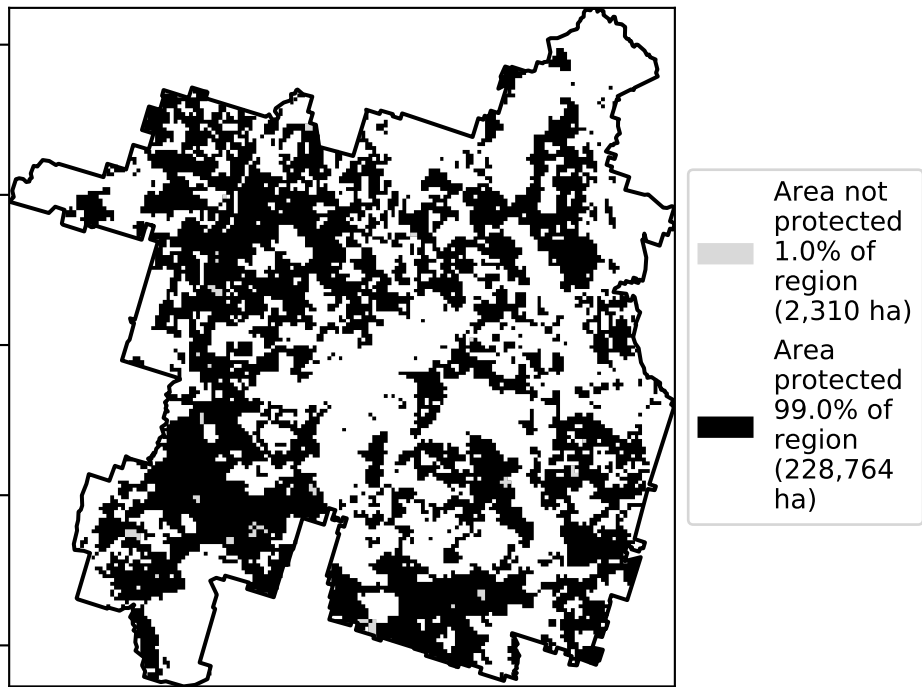 Area not
protected
1.0% of
region
(2,310 ha)
Area
protected
99.0% of
region
(228,764
ha)